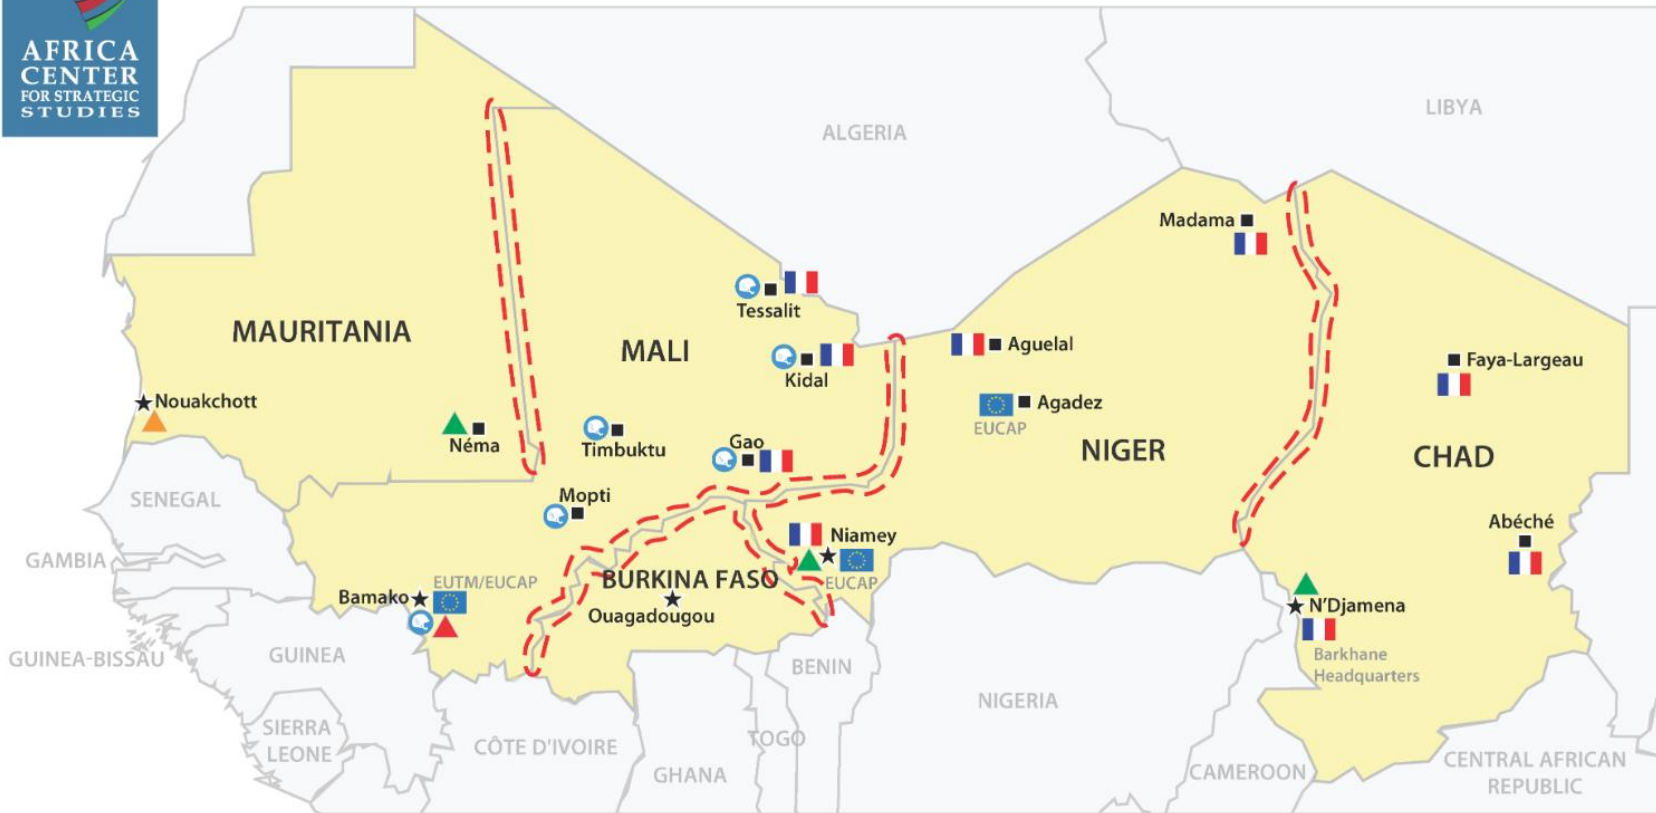 AFRICA
CENTER
FOR STRATEGIC
STUDIES
LIBYA
ALGERIA
Madama
Tessalit
MAURITANIA
MALI
Aguelal
Kidal
Faya-Largeau
Nouakchott
Agadez
EUCAP
Néma
Timbuktu
Gao
NIGER
CHAD
SENEGAL
Mopti
Abéché
Niamey
GAMBIA
EUTM/EUCAP
BURKINA FASO
EUCAP
Bamako
Ouagadougou
N'Djamena
GUINEA-BISSAU
GUINEA
BENIN
Barkhane
Headquarters
NIGERIA
SIERRA
LEONE
CÔTE D'IVOIRE
TOGO
GHANA
CAMEROON
CENTRAL AFRICAN
REPUBLIC